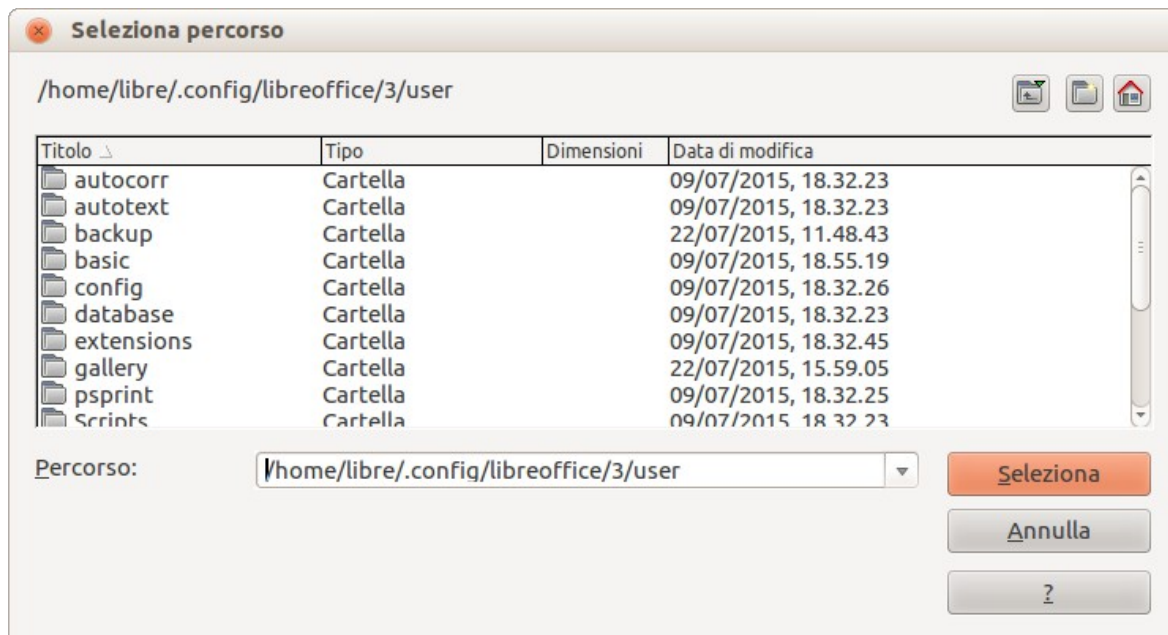 Seleziona percorso
/home/libre/.config/libreoffice/3/user
Titolo Tipo Dimensioni Data di modifica
autocorr Cartella 09/07/2015, 18.32.23
autotext Cartella 09/07/2015, 18.32.23
backup Cartella 22/07/2015, 11.48.43
basic Cartella 09/07/2015, 18.55.19
config Cartella 09/07/2015, 18.32.26
database Cartella 09/07/2015, 18.32.23
extensions Cartella 09/07/2015, 18.32.45
gallery Cartella 22/07/2015, 15.59.05
psprint Cartella 09/07/2015, 18.32.25
Scripts Cartella 09/07/2015, 18.32.23
Percorso: /home/libre/.config/libreoffice/3/user Seleziona
Annulla
?